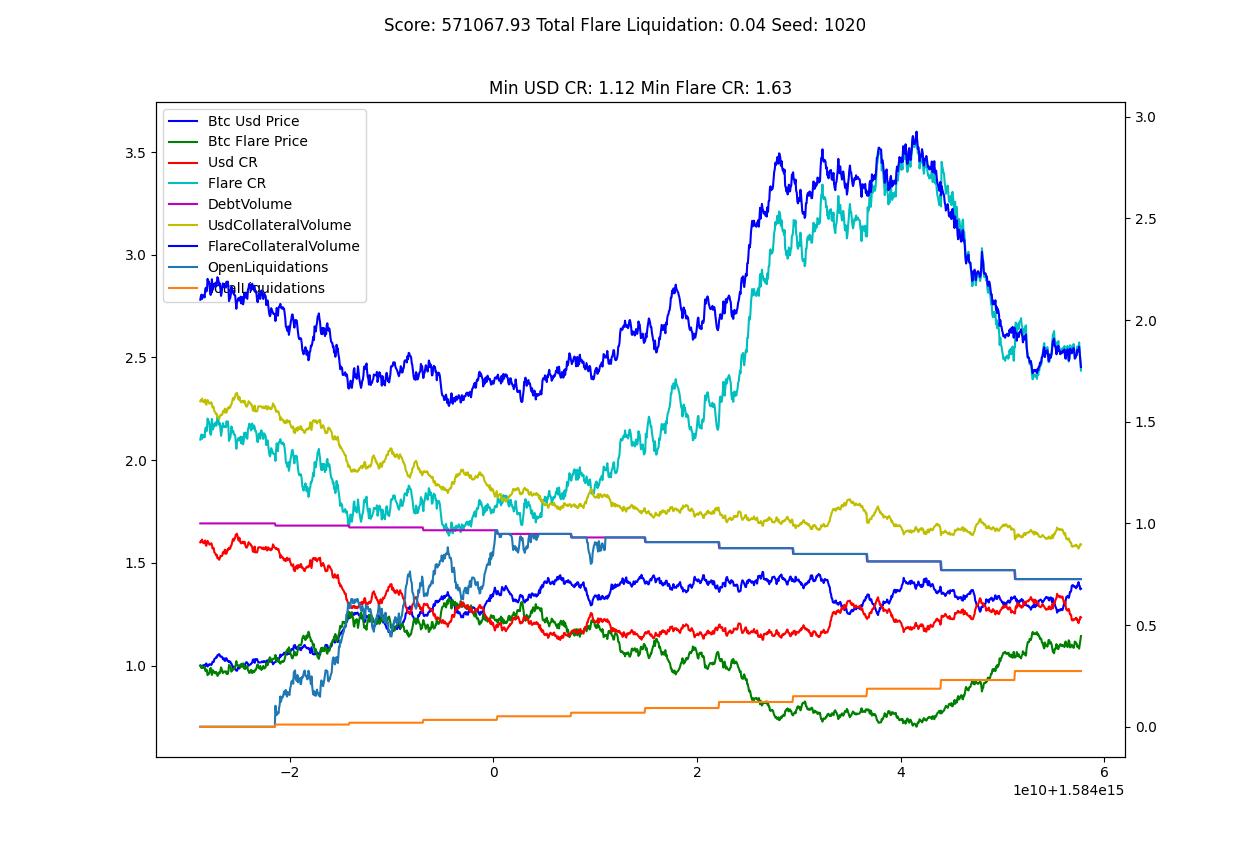 Score: 571067.93 Total Flare Liquidation: 0.04 Seed: 1020
Min USD CR: 1.12 Min Flare CR: 1.63
Btc Usd Price
Btc Flare Price
Usd CR
Flare CR
DebtVolume
UsdCollateralVolume
FlareCollateralVolume
OpenLiquidations
TotalLiquidations
3.5
3.0
2.5
2.0
1.5
1.0
3.0
2.5
2.0
1.5
1.0
0.5
0.0
−2
0
2
4
6
1e10+1.584e15